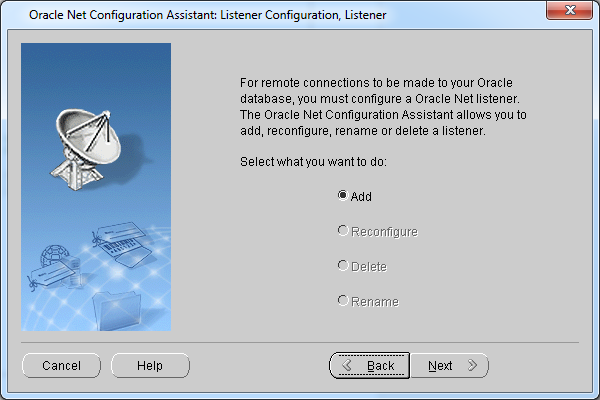 Oracle Net Configuration Assistant: Listener Configuration, Listener
For remote connections to be made to your Oracle
database, you must configure a Oracle Net listener.
The Oracle Net Configuration Assistant allows you to
add, reconfigure, rename or delete a listener.
Select what you want to do:
Add
Reconfigure
Delete
Rename
Cancel
Help
Back
Next